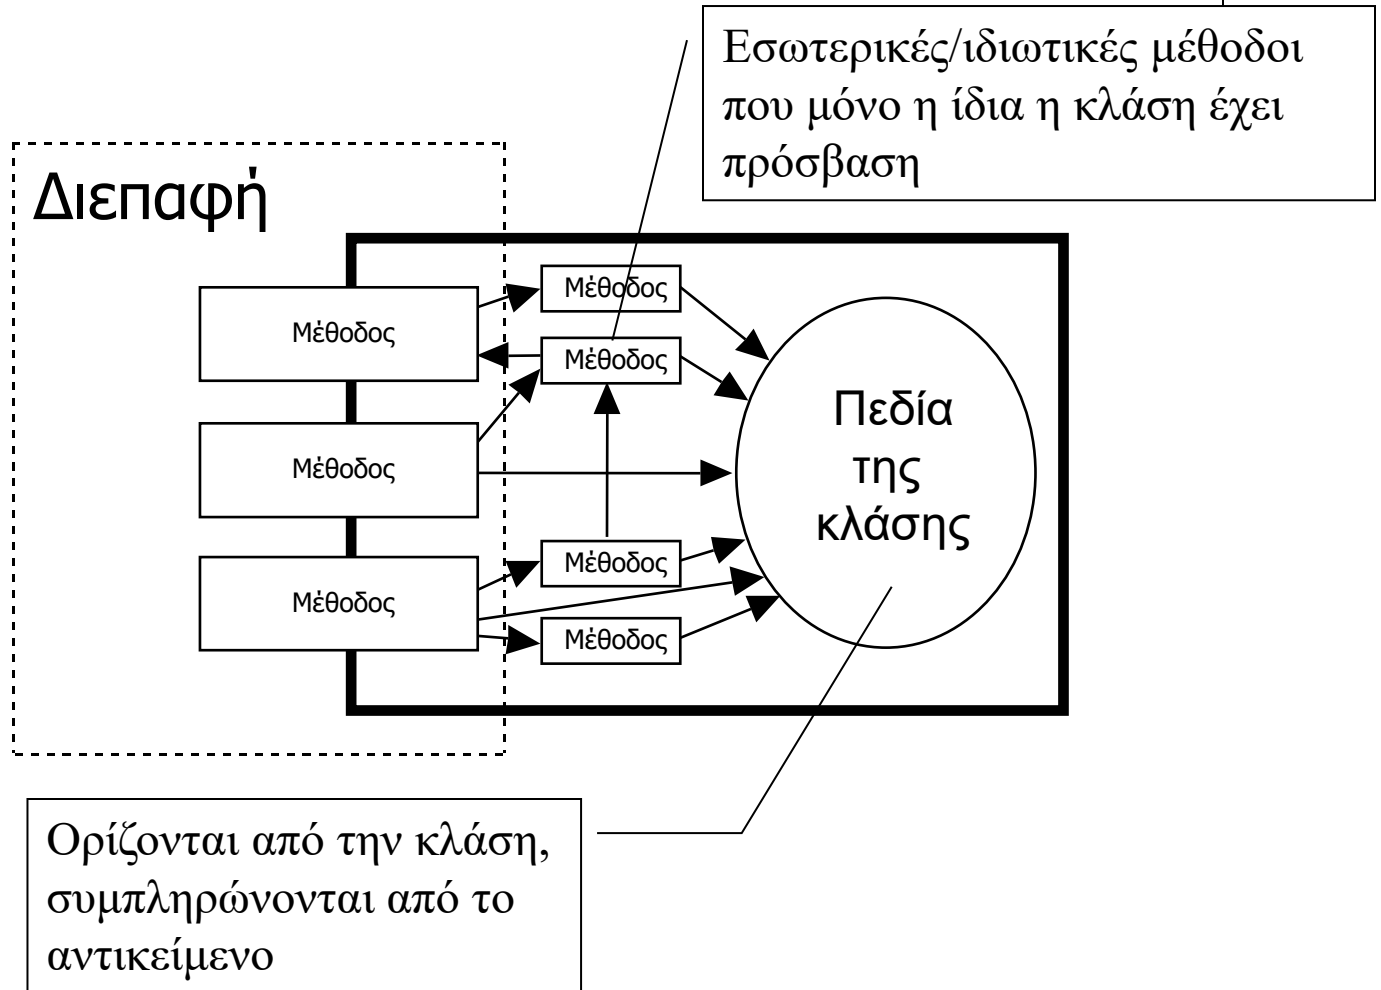 Εσωτερικές/ιδιωτικές μέθοδοι
που μόνο η ίδια η κλάση έχει
πρόσβαση
Διεπαφή
Μέθοδος
Μέθοδος
Μέθοδος
Μέθοδος
Μέθοδος
Μέθοδος
Μέθοδος
Πεδία
της
κλάσης
Ορίζονται από την κλάση,
συμπληρώνονται από το
αντικείμενο